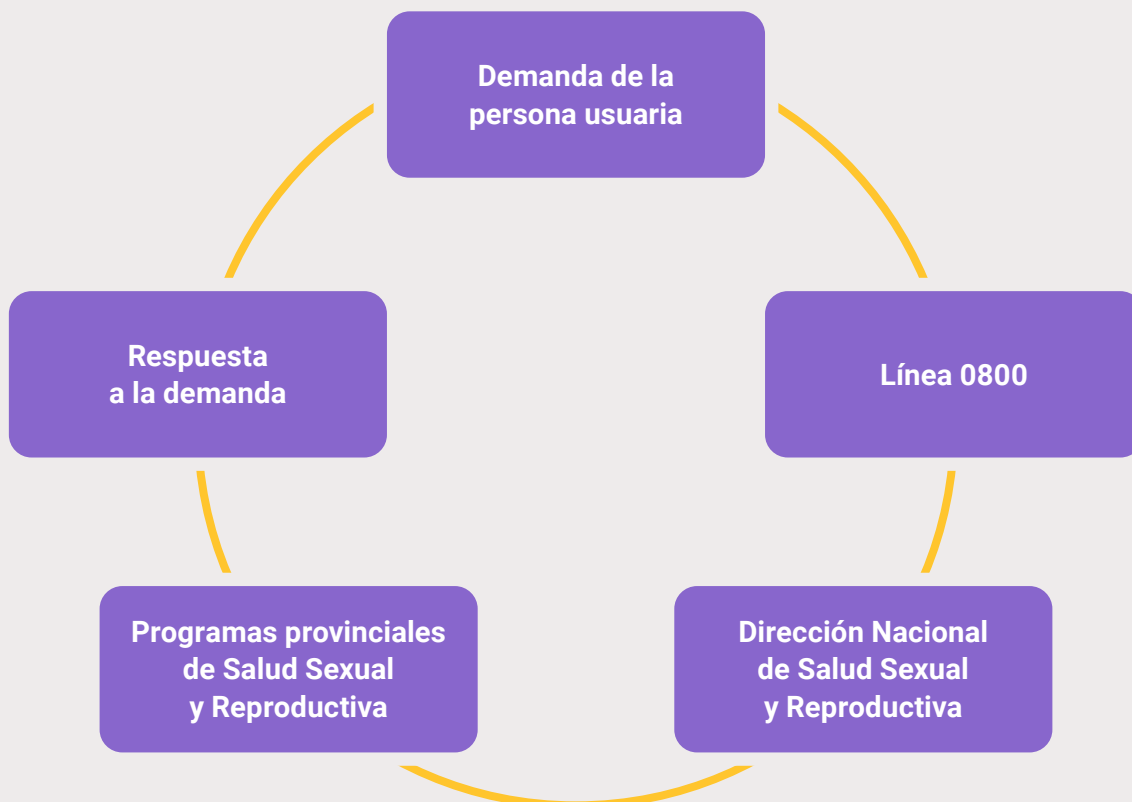 Demanda de la
persona usuaria
Respuesta
a la demanda
Línea 0800
Programas provinciales
de Salud Sexual
y Reproductiva
Dirección Nacional
de Salud Sexual
y Reproductiva